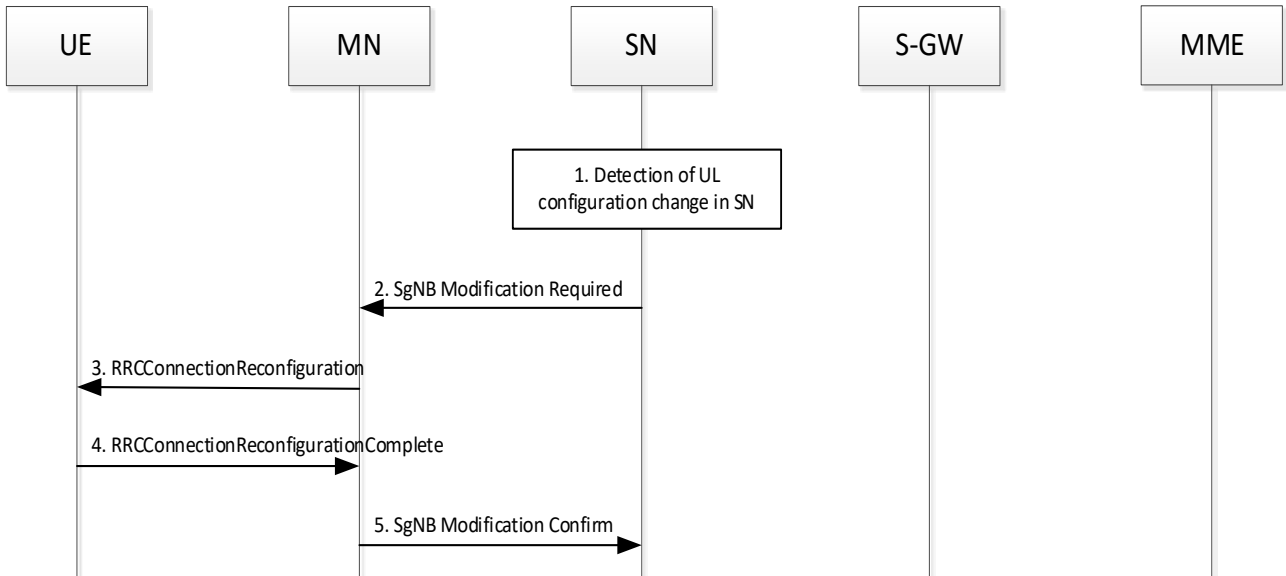 UE
MN
SN
S-GW
MME
1. Detection of UL
configuration change in SN
2. SgNB Modification Required
3. RRCConnectionReconfiguration
4. RRCConnectionReconfigurationComplete
5. SgNB Modification Confirm